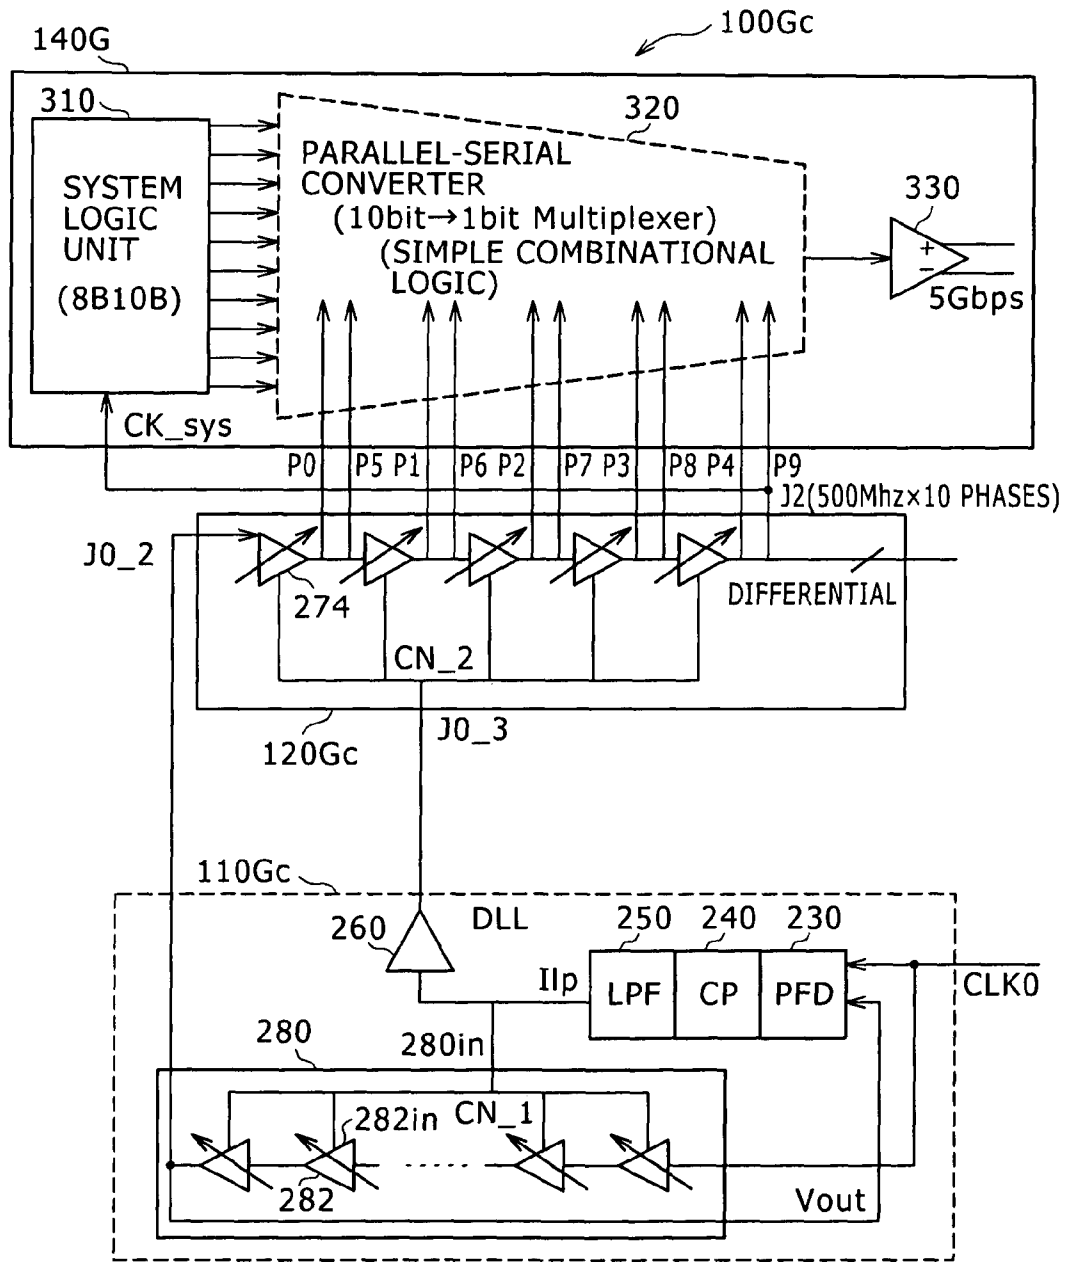 100Gc
140G
310
320
PARALLEL-SERIAL
CONVERTER
(10bit→1bit Multiplexer)
(SIMPLE COMBINATIONAL
LOGIC)
SYSTEM
LOGIC
UNIT
(8B10B)
330
+
−
5Gbps
CK_sys
P0 P5 P1 P6 P2 P7 P3 P8 P4 P9
J2(500Mhz×10 PHASES)
J0_2
274
DIFFERENTIAL
CN_2
J0_3
120Gc
110Gc
260
DLL
250 240 230
LPF CP PFD
Ilp
CLK0
280
280in
CN_1
282in
282
Vout